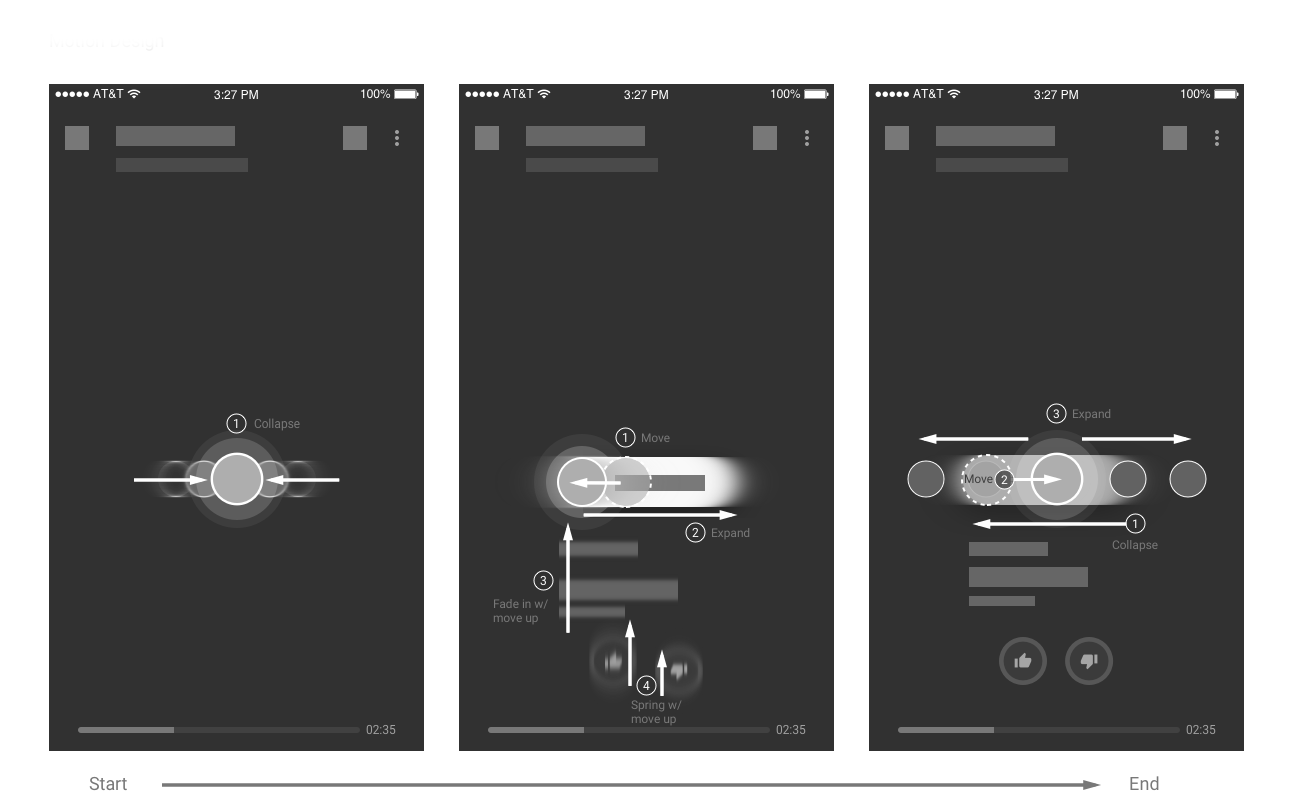 Motion Design
AT&T 3:27 PM 100%
1 Collapse
02:35
AT&T 3:27 PM 100%
1 Move
2 Expand
3
Fade in w/
move up
4
Spring w/
move up
02:35
AT&T 3:27 PM 100%
3 Expand
Move 2
1
Collapse
02:35
Start
End